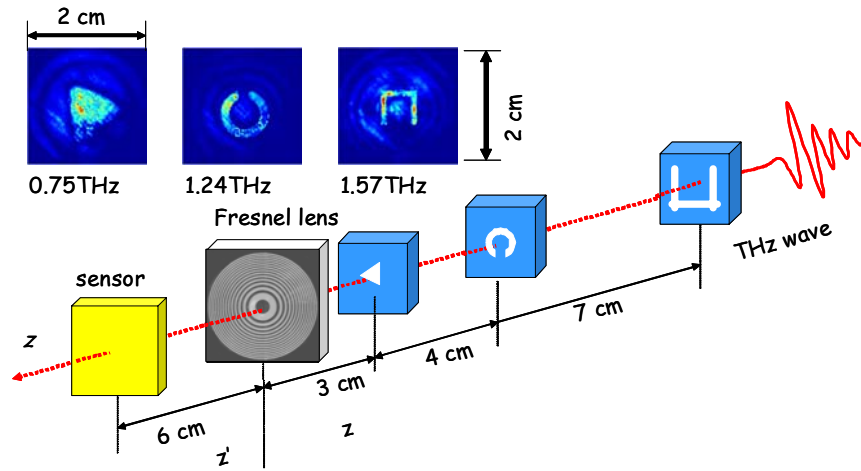 2 cm
2 cm
0.75THz
1.24THz
1.57THz
Fresnel lens
THz wave
sensor
z
7 cm
4 cm
3 cm
6 cm
z
z'